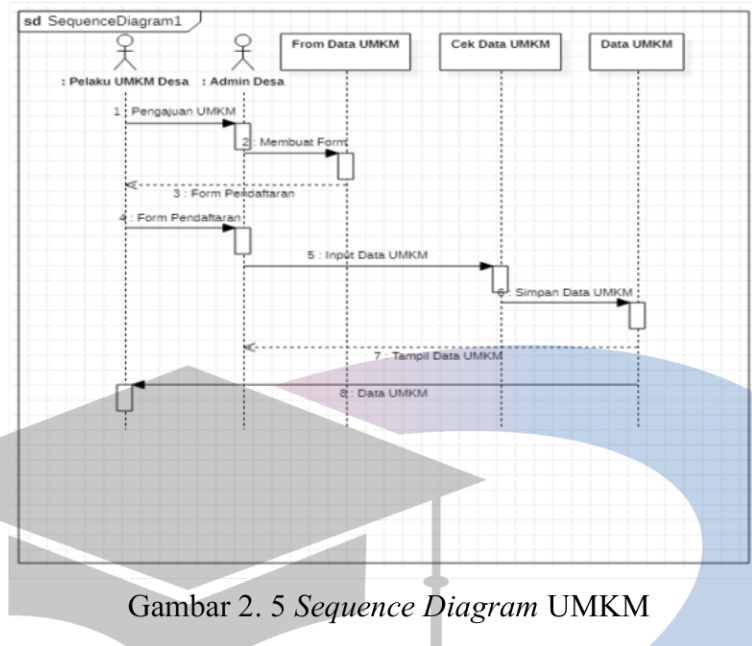 sd SequenceDiagram1
From Data UMKM
Cek Data UMKM
Data UMKM
: Pelaku UMKM Desa
: Admin Desa
1 : Pengajuan UMKM
2 : Membuat Form
3 : Form Pendaftaran
4 : Form Pendaftaran
5 : Input Data UMKM
6 : Simpan Data UMKM
7 : Tampil Data UMKM
8 : Data UMKM
Gambar 2. 5 Sequence Diagram UMKM